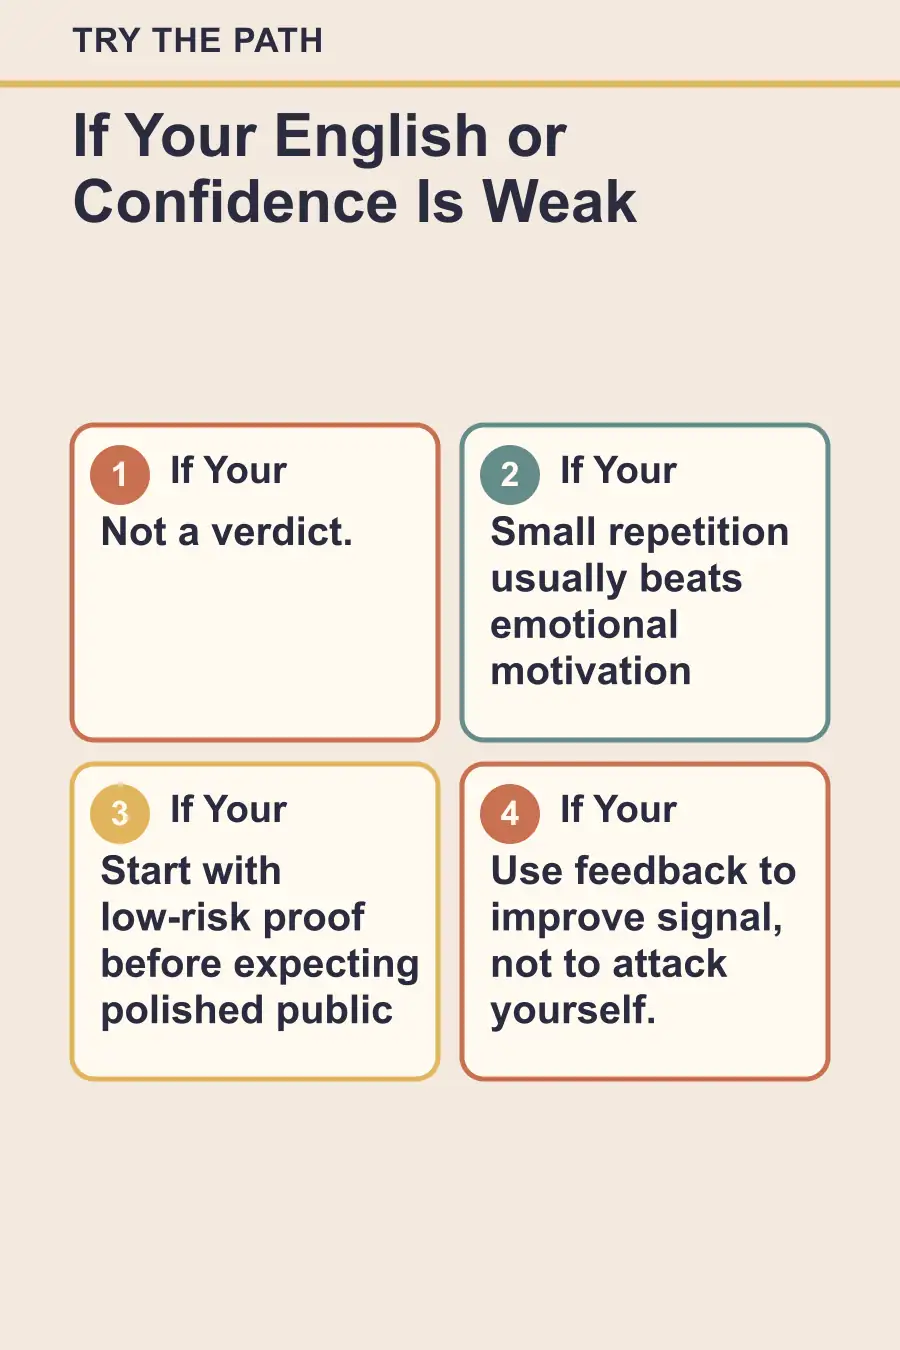 TRY THE PATH
If Your English or
Confidence Is Weak
1 If Your
Not a verdict.
2 If Your
Small repetition
usually beats
emotional
motivation
3 If Your
Start with
low-risk proof
before expecting
polished public
4 If Your
Use feedback to
improve signal,
not to attack
yourself.